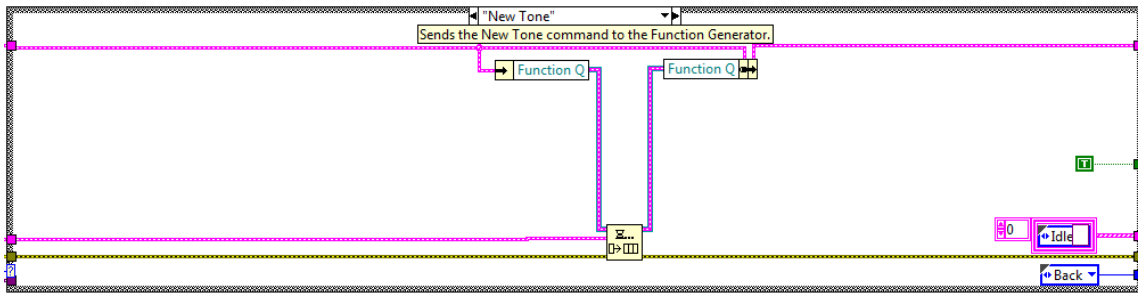 "New Tone"
Sends the New Tone command to the Function Generator.
Function Q
Function Q
T
0
Idle
?
Back